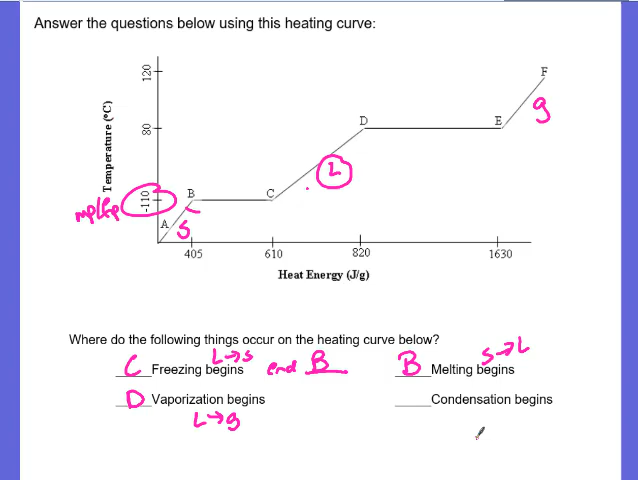 Answer the questions below using this heating curve:
120
F
Temperature (°C)
80
D
E
g
L
-110
B
C
mp/fp
A
S
405
610
820
1630
Heat Energy (J/g)
Where do the following things occur on the heating curve below?
L→S
S→L
C Freezing begins end B
B Melting begins
D Vaporization begins
____Condensation begins
L→g